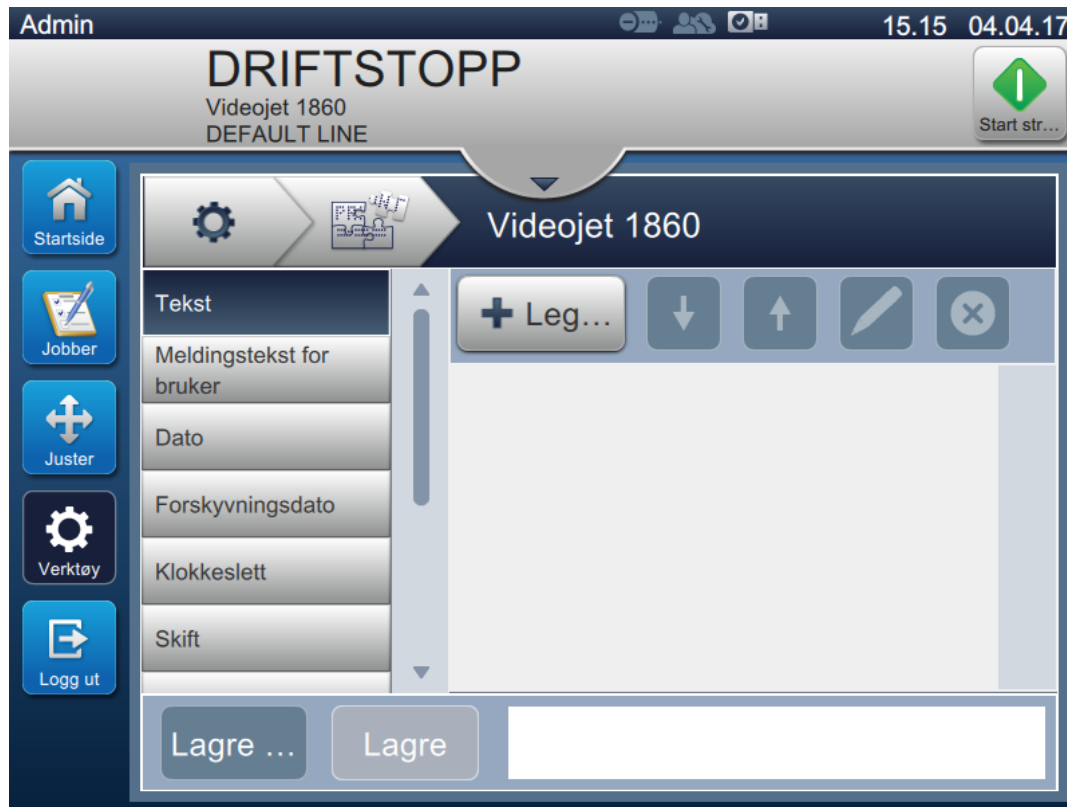 Admin
15.15 04.04.17
DRIFTSTOPP
Videojet 1860
DEFAULT LINE
Start str...
Startside
Jobber
Juster
Verktøy
Logg ut
Videojet 1860
Tekst
Meldingstekst for
bruker
Dato
Forskyvningsdato
Klokkeslett
Skift
Leg...
Lagre ...
Lagre